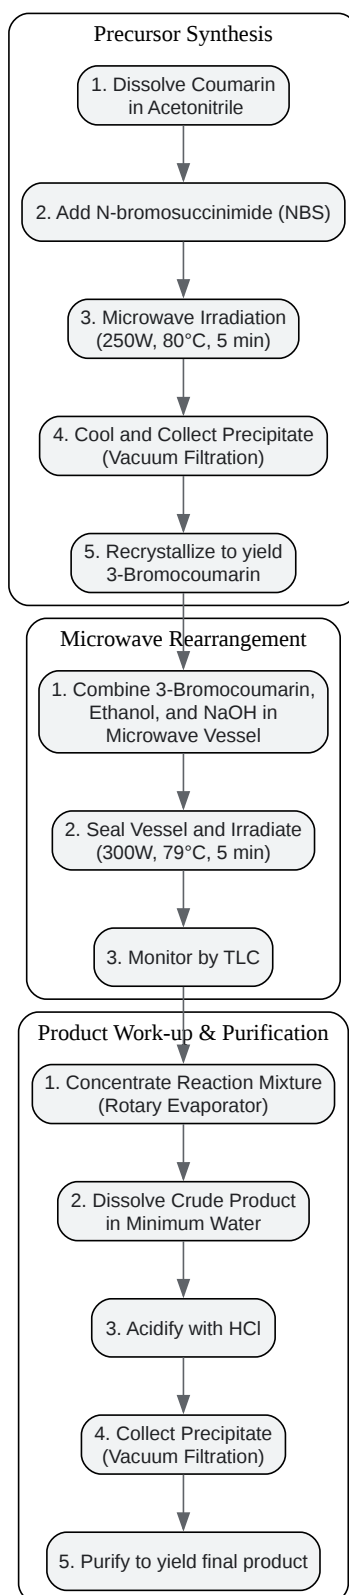 Precursor Synthesis
1. Dissolve Coumarin
in Acetonitrile
2. Add N-bromosuccinimide (NBS)
3. Microwave Irradiation
(250W, 80°C, 5 min)
4. Cool and Collect Precipitate
(Vacuum Filtration)
5. Recrystallize to yield
3-Bromocoumarin
Microwave Rearrangement
1. Combine 3-Bromocoumarin,
Ethanol, and NaOH in
Microwave Vessel
2. Seal Vessel and Irradiate
(300W, 79°C, 5 min)
3. Monitor by TLC
Product Work-up & Purification
1. Concentrate Reaction Mixture
(Rotary Evaporator)
2. Dissolve Crude Product
in Minimum Water
3. Acidify with HCl
4. Collect Precipitate
(Vacuum Filtration)
5. Purify to yield final product